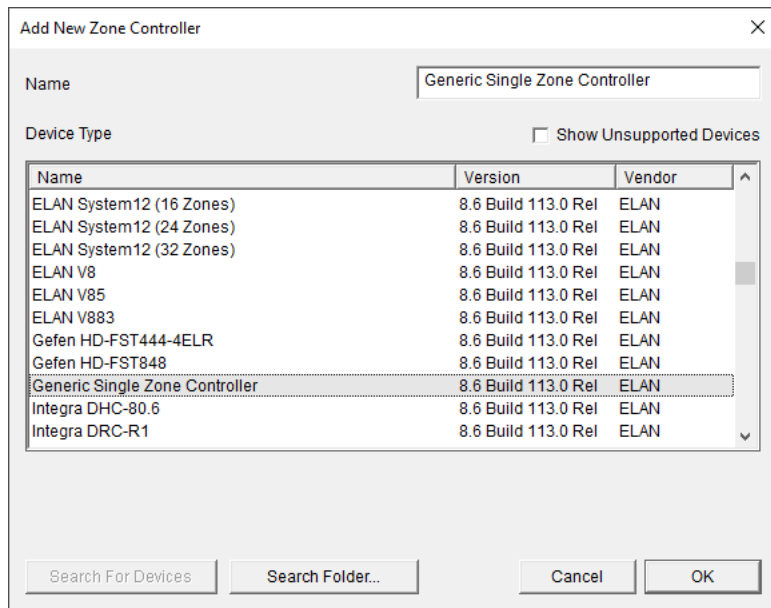 Add New Zone Controller
Name Generic Single Zone Controller
Device Type Show Unsupported Devices
Name Version Vendor
ELAN System12 (16 Zones) 8.6 Build 113.0 Rel ELAN
ELAN System12 (24 Zones) 8.6 Build 113.0 Rel ELAN
ELAN System12 (32 Zones) 8.6 Build 113.0 Rel ELAN
ELAN V8 8.6 Build 113.0 Rel ELAN
ELAN V85 8.6 Build 113.0 Rel ELAN
ELAN V883 8.6 Build 113.0 Rel ELAN
Gefen HD-FST444-4ELR 8.6 Build 113.0 Rel ELAN
Gefen HD-FST848 8.6 Build 113.0 Rel ELAN
Generic Single Zone Controller 8.6 Build 113.0 Rel ELAN
Integra DHC-80.6 8.6 Build 113.0 Rel ELAN
Integra DRC-R1 8.6 Build 113.0 Rel ELAN
Search For Devices Search Folder... Cancel OK